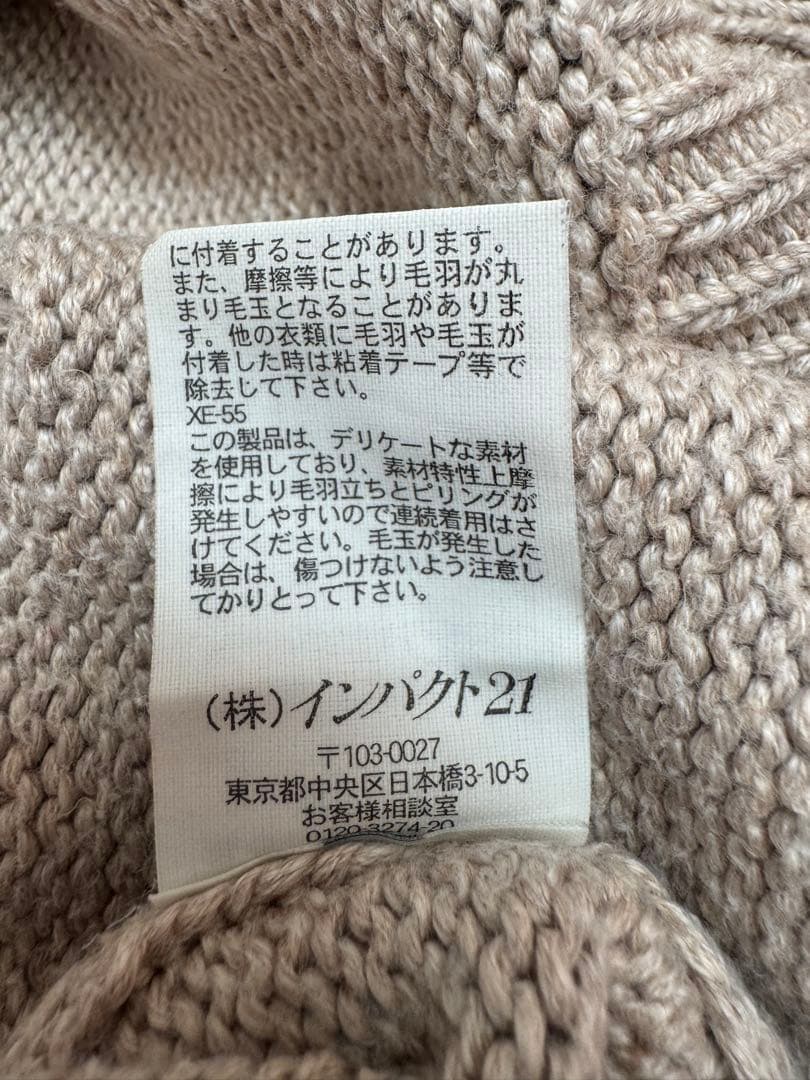 に付着することがあります。
また、摩擦等により毛羽が丸
まり毛玉となることがありま
す。他の衣類に毛羽や毛玉が
付着した時は粘着テープ等で
除去して下さい。
XE-55
この製品は、デリケートな素材
を使用しており、素材特性上摩
擦により毛羽立ちとピリングが
発生しやすいので連続着用はさ
けてください。毛玉が発生した
場合は、傷つけないよう注意し
てかりとって下さい。
(株)インパクト21
〒103-0027
東京都中央区日本橋3-10-5
お客様相談室
0120-3274-20